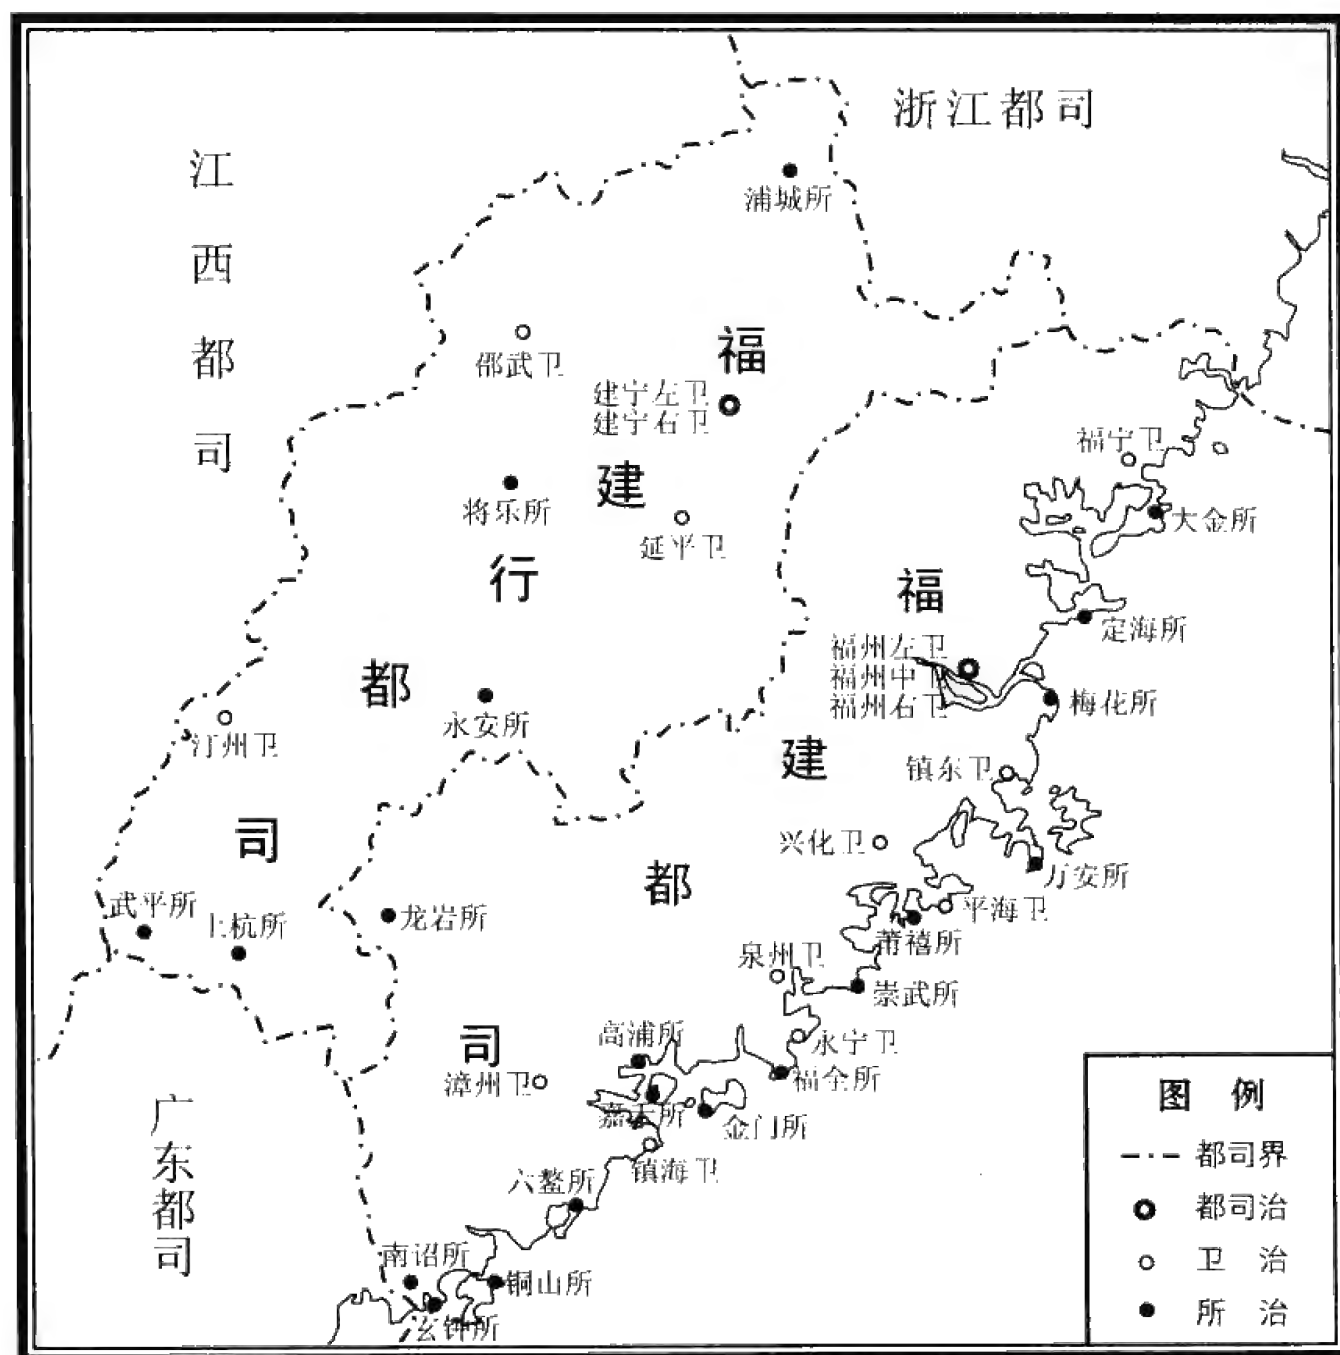 浙江都司
江西都司
浦城所
邵武卫
福建行都司
建宁左卫
建宁右卫
将乐所
延平卫
福宁卫
大金所
福建都司
定海所
福州左卫
福州中卫
福州右卫
梅花所
永安所
汀州卫
镇东卫
兴化卫
万安所
武平所
上杭所
龙岩所
平海卫
莆禧所
泉州卫
崇武所
高浦所
永宁卫
漳州卫
福全所
嘉禾所
金门所
镇海卫
广东都司
六鳌所
南诏所
铜山所
玄钟所
图 例
都司界
都司治
卫 治
所 治